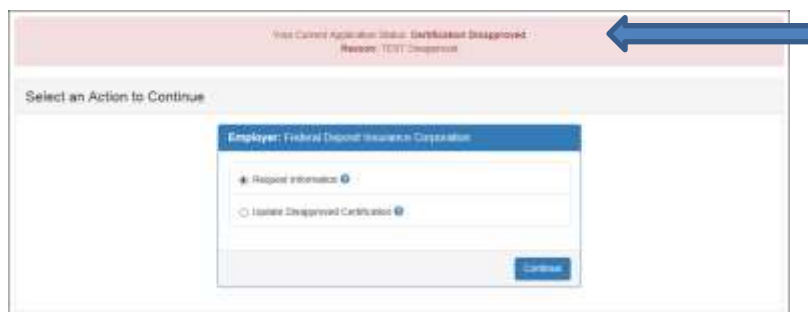 Your Current Application Status: Certification Disapproved
Reason: TEST Disapproval
Select an Action to Continue
Employer: Federal Deposit Insurance Corporation
Request Information
Update Disapproved Certification
Continue